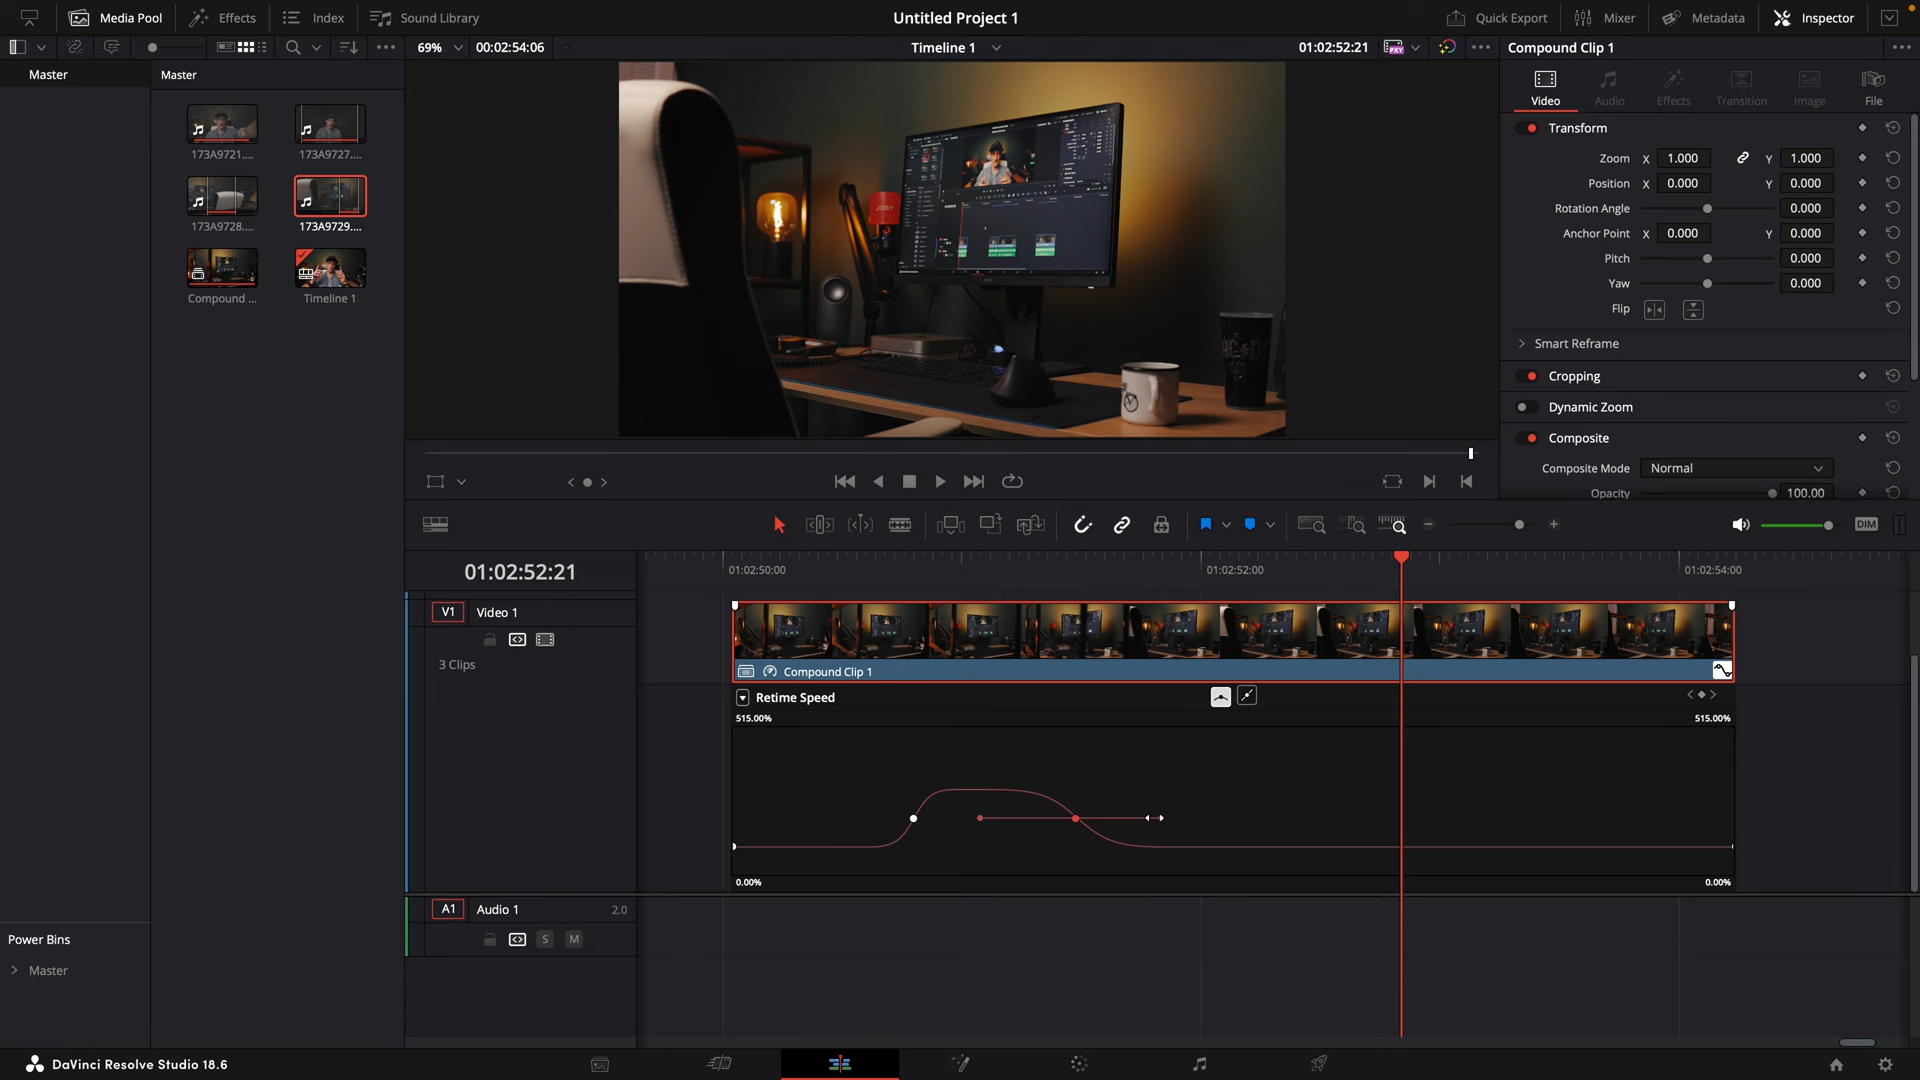 Media Pool
Effects
Index
Sound Library
Untitled Project 1
Quick Export
Mixer
Metadata
Inspector
69%
00:02:54:06
Timeline 1
01:02:52:21
Compound Clip 1
Master
Master
Video
Audio
Effects
Transition
Image
File
173A9721....
173A9727....
173A9728....
173A9729....
Compound ...
Timeline 1
JOBY
Transform
Zoom X 1.000 Y 1.000
Position X 0.000 Y 0.000
Rotation Angle 0.000
Anchor Point X 0.000 Y 0.000
Pitch 0.000
Yaw 0.000
Flip
Smart Reframe
Cropping
Dynamic Zoom
Composite
Composite Mode Normal
Opacity 100.00
DIM
01:02:52:21
01:02:50:00
01:02:52:00
01:02:54:00
V1 Video 1
3 Clips
Compound Clip 1
Retime Speed
515.00%
515.00%
0.00%
0.00%
A1 Audio 1 2.0
S M
Power Bins
Master
DaVinci Resolve Studio 18.6